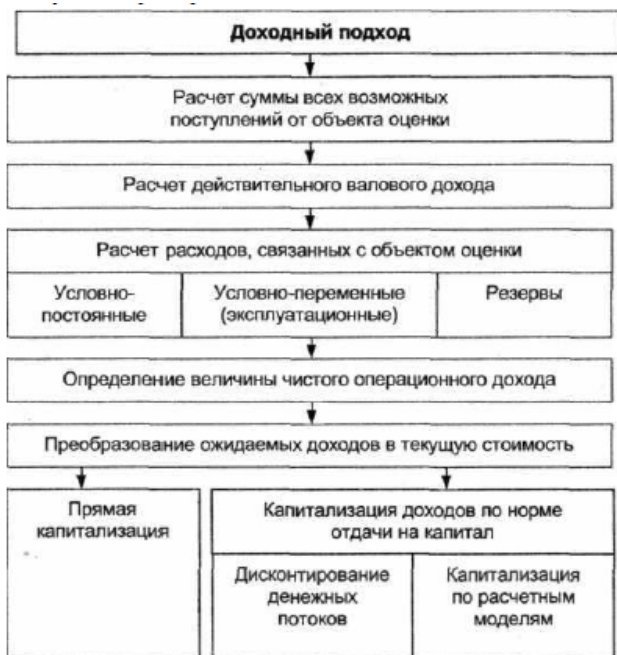 Доходный подход
Расчет суммы всех возможных
поступлений от объекта оценки
Расчет действительного валового дохода
Расчет расходов, связанных с объектом оценки
Условно-
постоянные
Условно-переменные
(эксплуатационные)
Резервы
Определение величины чистого операционного дохода
Преобразование ожидаемых доходов в текущую стоимость
Прямая
капитализация
Капитализация доходов по норме
отдачи на капитал
Дисконтирование
денежных
потоков
Капитализация
по расчетным
моделям